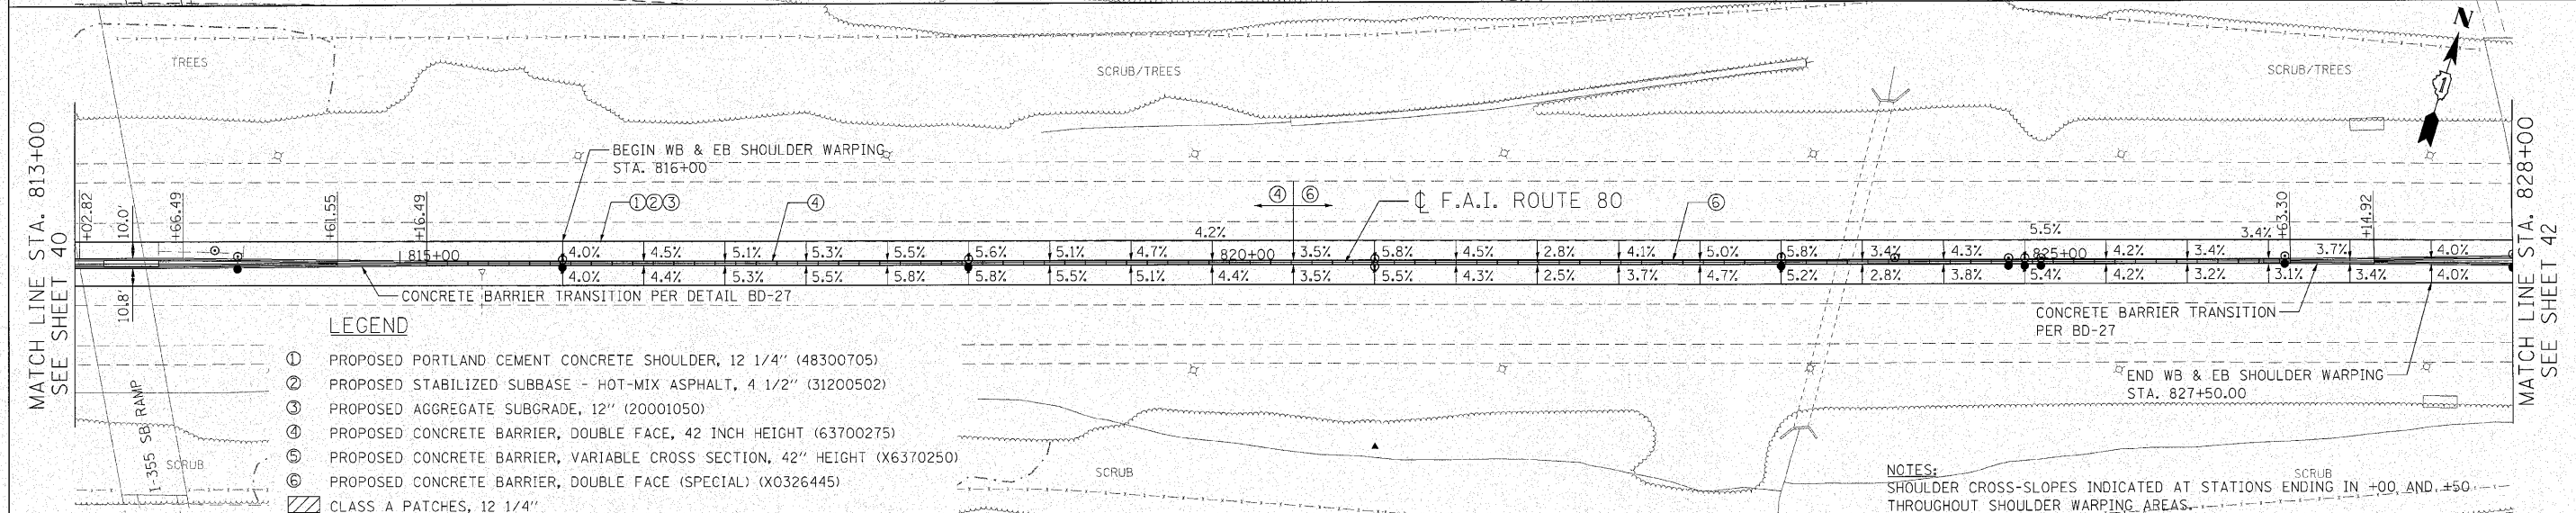 TREES
SCRUB/TREES
SCRUB/TREES
N
1
MATCH LINE STA. 813+00
SEE SHEET 40
MATCH LINE STA. 828+00
SEE SHEET 42
BEGIN WB & EB SHOULDER WARPING
STA. 816+00
+02.82
10.0'
+66.49
+61.55
+16.49
①②③
④
④ ⑥
℄ F.A.I. ROUTE 80
⑥
+63.30
+14.92
4.2%
5.5%
3.4%
815+00
4.0% 4.5% 5.1% 5.3% 5.5% 5.6% 5.1% 4.7% 820+00 3.5% 5.8% 4.5% 2.8% 4.1% 5.0% 5.8% 3.4% 4.3% 825+00 4.2% 3.4% 3.7% 4.0%
4.0% 4.4% 5.3% 5.5% 5.8% 5.8% 5.5% 5.1% 4.4% 3.5% 5.5% 4.3% 2.5% 3.7% 4.7% 5.2% 2.8% 3.8% 5.4% 4.2% 3.2% 3.1% 3.4% 4.0%
10.8'
CONCRETE BARRIER TRANSITION PER DETAIL BD-27
CONCRETE BARRIER TRANSITION
PER BD-27
END WB & EB SHOULDER WARPING
STA. 827+50.00
I-355 SB RAMP
SCRUB
LEGEND
① PROPOSED PORTLAND CEMENT CONCRETE SHOULDER, 12 1/4" (48300705)
② PROPOSED STABILIZED SUBBASE - HOT-MIX ASPHALT, 4 1/2" (31200502)
③ PROPOSED AGGREGATE SUBGRADE, 12" (20001050)
④ PROPOSED CONCRETE BARRIER, DOUBLE FACE, 42 INCH HEIGHT (63700275)
⑤ PROPOSED CONCRETE BARRIER, VARIABLE CROSS SECTION, 42" HEIGHT (X6370250)
⑥ PROPOSED CONCRETE BARRIER, DOUBLE FACE (SPECIAL) (X0326445)
CLASS A PATCHES, 12 1/4"
SCRUB
SCRUB
NOTES:
SHOULDER CROSS-SLOPES INDICATED AT STATIONS ENDING IN +00 AND +50
THROUGHOUT SHOULDER WARPING AREAS.